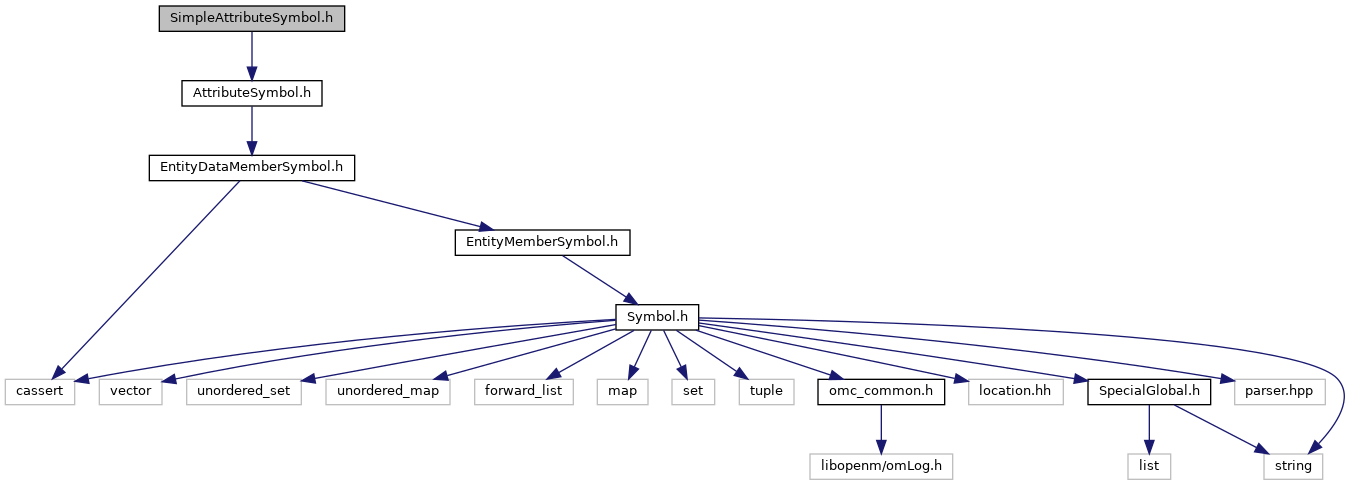 SimpleAttributeSymbol.h
AttributeSymbol.h
EntityDataMemberSymbol.h
EntityMemberSymbol.h
Symbol.h
cassert
vector
unordered_set
unordered_map
forward_list
map
set
tuple
omc_common.h
location.hh
SpecialGlobal.h
parser.hpp
libopenm/omLog.h
list
string